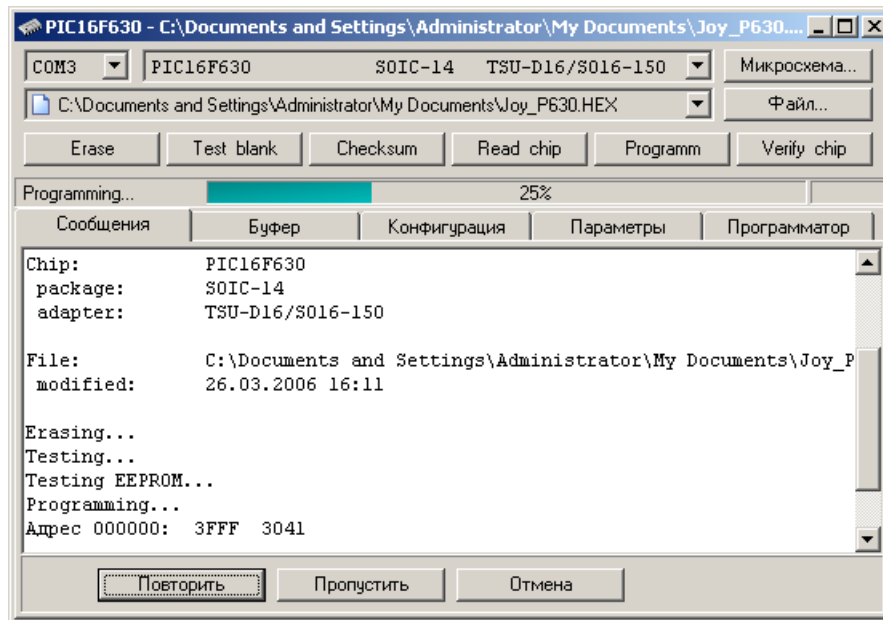 PIC16F630 - C:\Documents and Settings\Administrator\My Documents\Joy_P630....
COM3 PIC16F630 SOIC-14 TSU-D16/SO16-150 Микросхема...
C:\Documents and Settings\Administrator\My Documents\Joy_P630.HEX Файл...
Erase Test blank Checksum Read chip Programm Verify chip
Programming... 25%
Сообщения Буфер Конфигурация Параметры Программатор
Chip: PIC16F630
package: SOIC-14
adapter: TSU-D16/SO16-150
File: C:\Documents and Settings\Administrator\My Documents\Joy_P
modified: 26.03.2006 16:11
Erasing...
Testing...
Testing EEPROM...
Programming...
Адрес 000000: 3FFF 3041
Повторить Пропустить Отмена